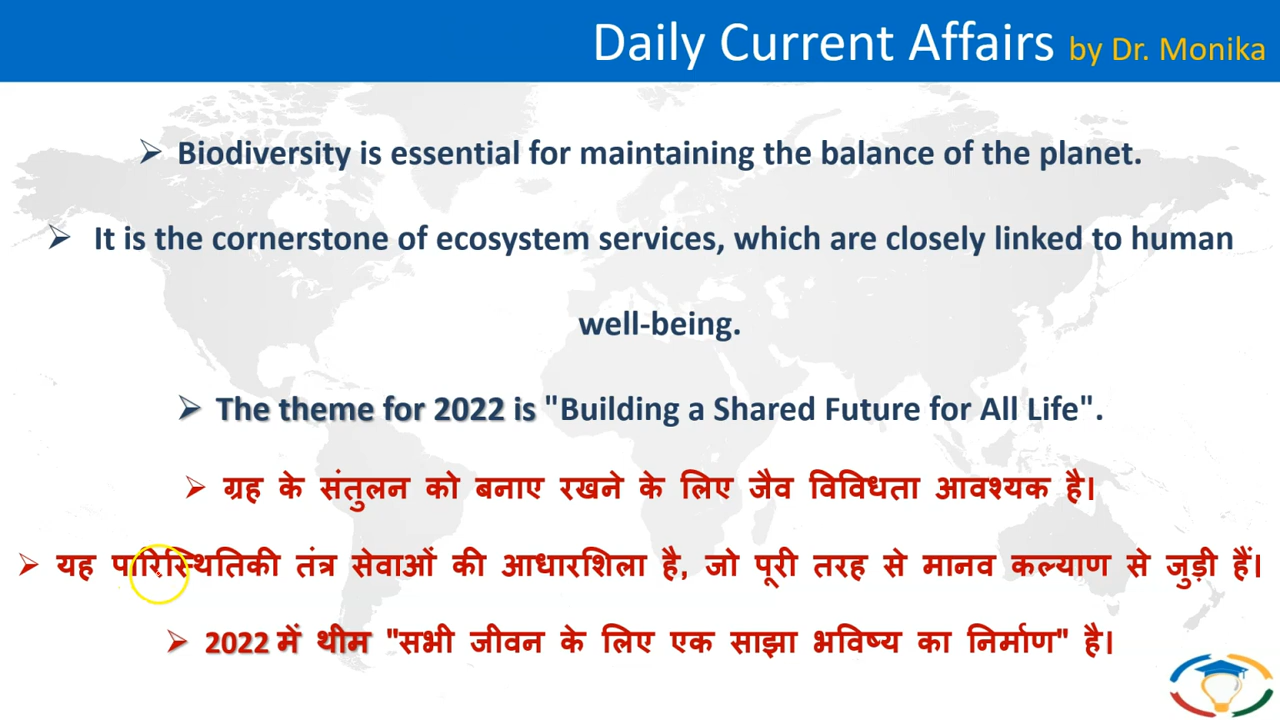 Daily Current Affairs by Dr. Monika
➢ Biodiversity is essential for maintaining the balance of the planet.
➢ It is the cornerstone of ecosystem services, which are closely linked to human
well-being.
➢ The theme for 2022 is "Building a Shared Future for All Life".
➢ ग्रह के संतुलन को बनाए रखने के लिए जैव विविधता आवश्यक है।
➢ यह पारिस्थितिकी तंत्र सेवाओं की आधारशिला है, जो पूरी तरह से मानव कल्याण से जुड़ी हैं।
➢ 2022 में थीम "सभी जीवन के लिए एक साझा भविष्य का निर्माण" है।